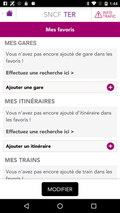 1:44
SNCF TER
INFO
TRAFIC
Mes favoris
MES GARES
Vous n'avez pas encore ajouté de gare dans les
favoris !
Effectuez une recherche ici >
Ajouter une gare
MES ITINÉRAIRES
Vous n'avez pas encore ajouté d'itinéraire dans
les favoris !
Effectuez une recherche ici >
Ajouter un itinéraire
MES TRAINS
Vous n'avez pas encore ajouté de train dans les
MODIFIER